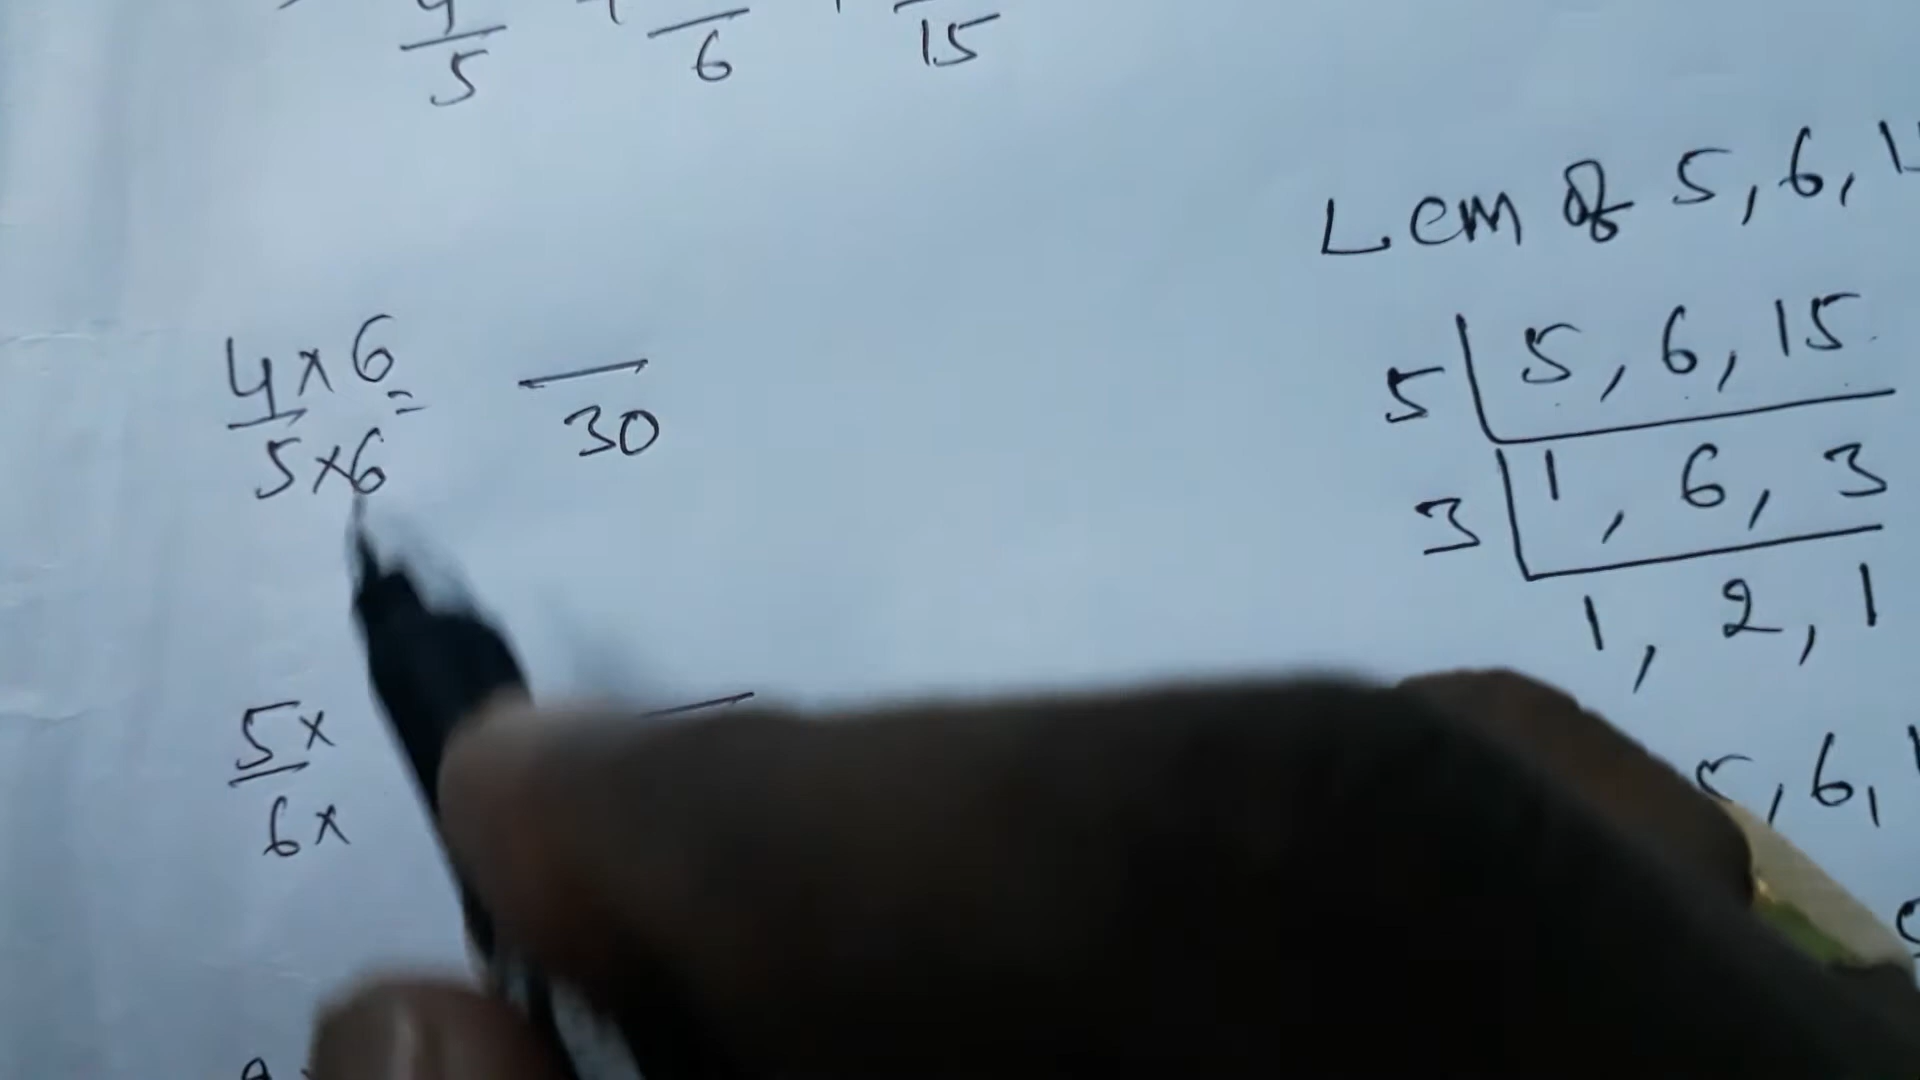 4/5 + /6 + /15
Lcm of 5, 6,
4×6/5×6 = /30
5 | 5, 6, 15
3 | 1, 6, 3
1, 2, 1
5×/6×
5, 6,